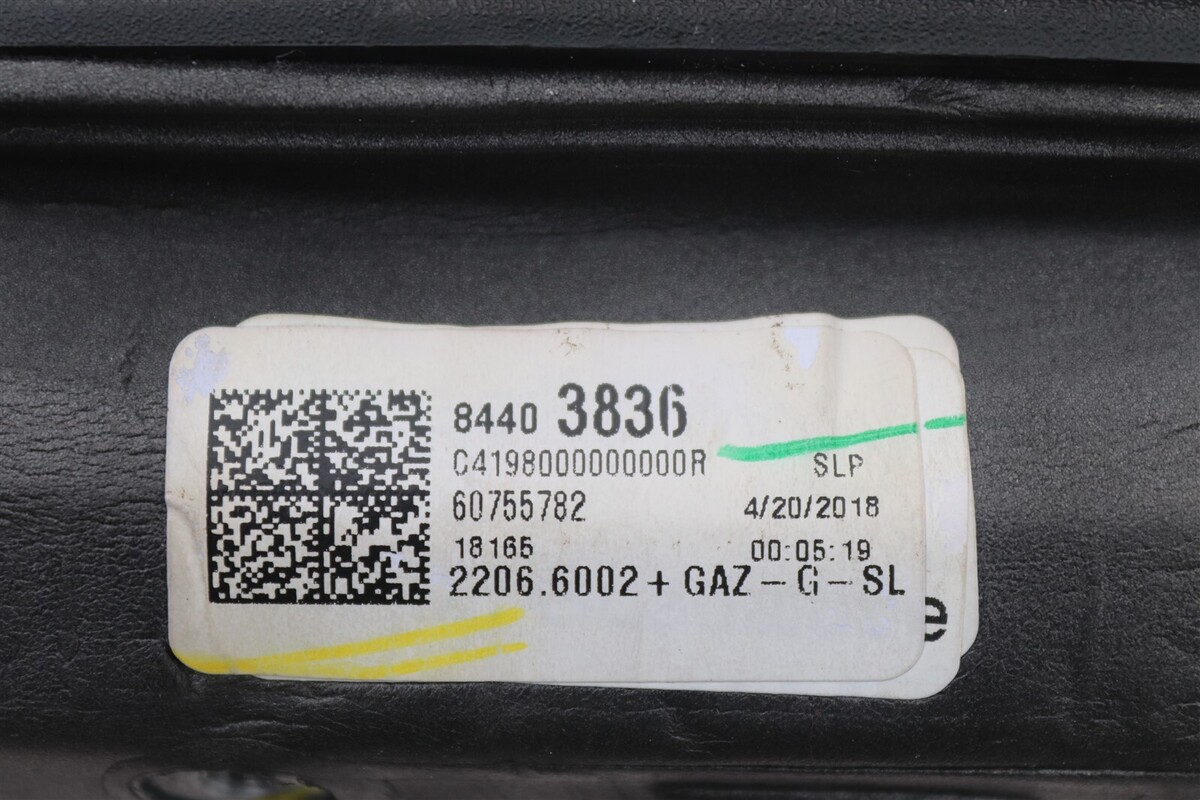 8440 3836
C4198000000000R SLP
60755782 4/20/2018
18165 00:05:19
2206.6002+GAZ-G-SL
e